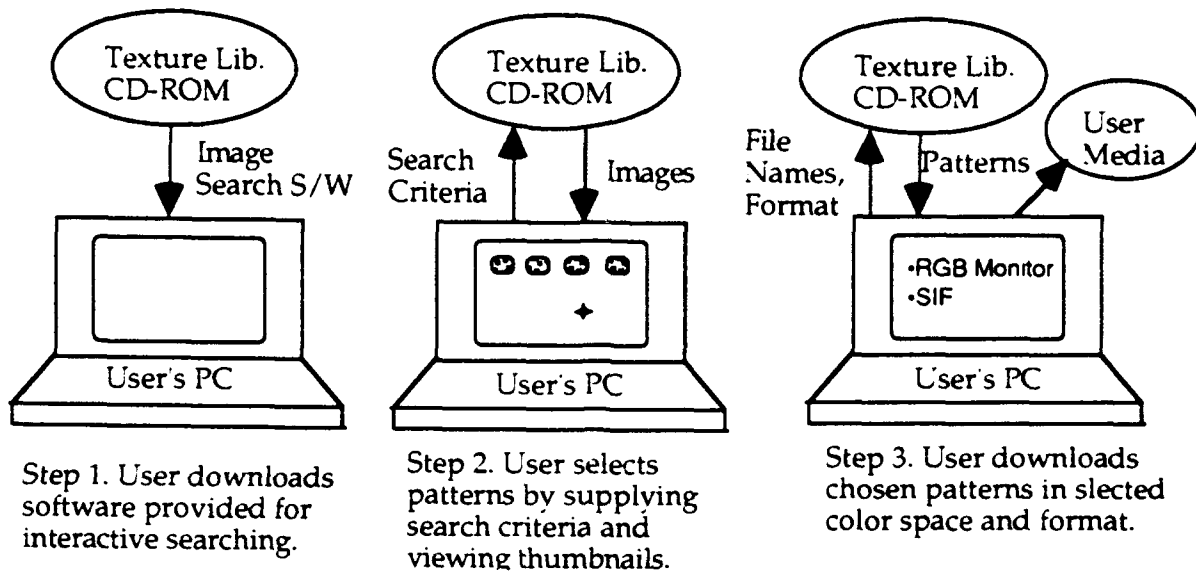 Texture Lib.
CD-ROM
Image
Search S/W
User's PC
Step 1. User downloads
software provided for
interactive searching.
Texture Lib.
CD-ROM
Search
Criteria
Images
User's PC
Step 2. User selects
patterns by supplying
search criteria and
viewing thumbnails.
Texture Lib.
CD-ROM
User
Media
File
Names,
Format
Patterns
•RGB Monitor
•SIF
User's PC
Step 3. User downloads
chosen patterns in slected
color space and format.